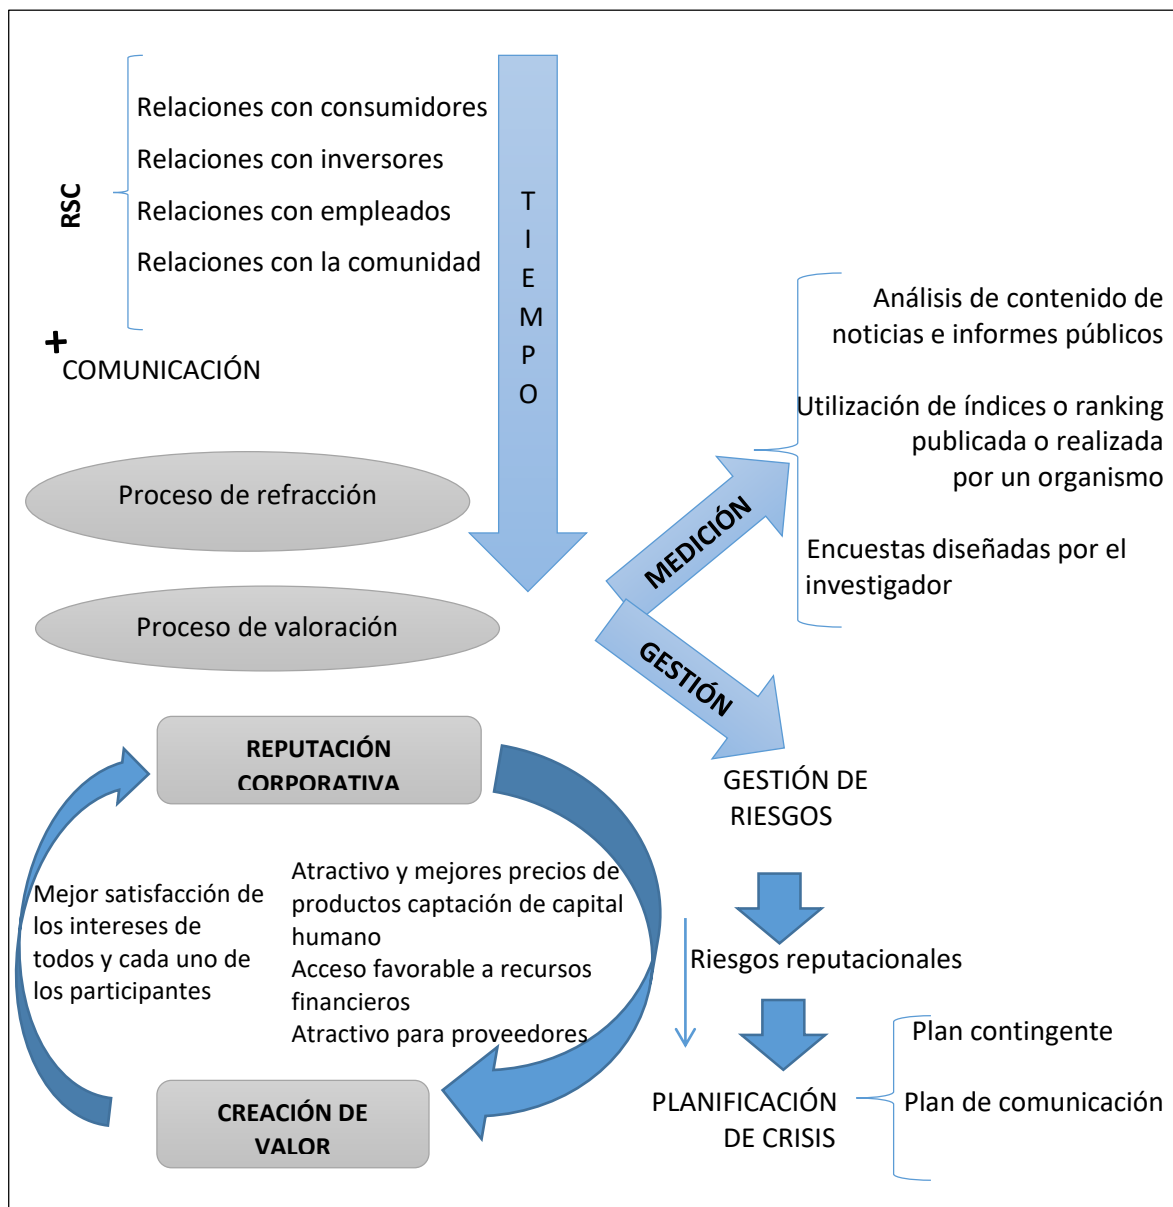 RSC
Relaciones con consumidores
Relaciones con inversores
Relaciones con empleados
Relaciones con la comunidad
+
COMUNICACIÓN
T
I
E
M
P
O
Proceso de refracción
Proceso de valoración
MEDICIÓN
Análisis de contenido de
noticias e informes públicos
Utilización de índices o ranking
publicada o realizada
por un organismo
Encuestas diseñadas por el
investigador
GESTIÓN
GESTIÓN DE
RIESGOS
Riesgos reputacionales
PLANIFICACIÓN
DE CRISIS
Plan contingente
Plan de comunicación
REPUTACIÓN
CORPORATIVA
Mejor satisfacción de
los intereses de
todos y cada uno de
los participantes
Atractivo y mejores precios de
productos captación de capital
humano
Acceso favorable a recursos
financieros
Atractivo para proveedores
CREACIÓN DE
VALOR